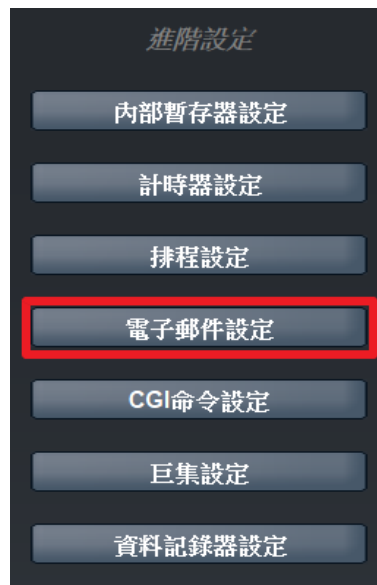 進階設定
內部暫存器設定
計時器設定
排程設定
電子郵件設定
CGI命令設定
巨集設定
資料記錄器設定